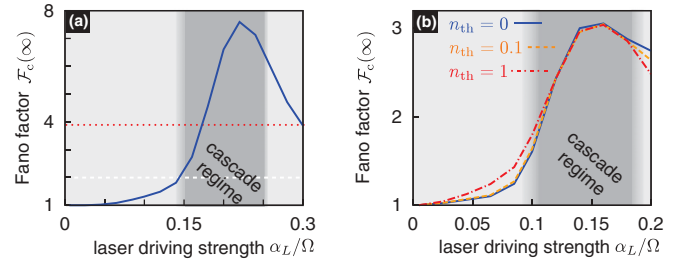 (a)
Fano factor 𝓕c(∞)
8
4
1
0
0.15
0.3
cascade
regime
laser driving strength αL/Ω
(b)
Fano factor 𝓕c(∞)
3
2
1
nth = 0
nth = 0.1
nth = 1
0
0.05
0.1
0.15
0.2
cascade
regime
laser driving strength αL/Ω